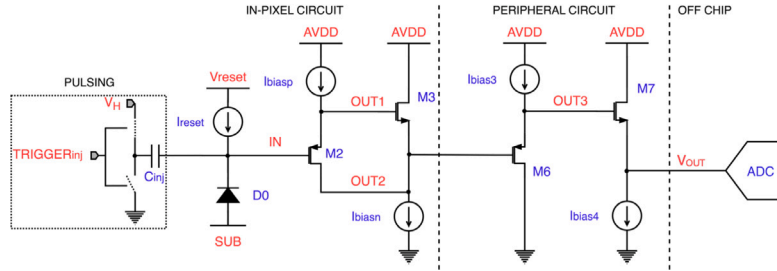 IN-PIXEL CIRCUIT
PERIPHERAL CIRCUIT
OFF CHIP
AVDD
AVDD
AVDD
AVDD
PULSING
Vreset
Ibiasp
OUT1
M3
Ibias3
OUT3
M7
VH
Ireset
IN
TRIGGERinj
Cinj
M2
M6
VOUT
ADC
D0
OUT2
Ibiasn
Ibias4
SUB